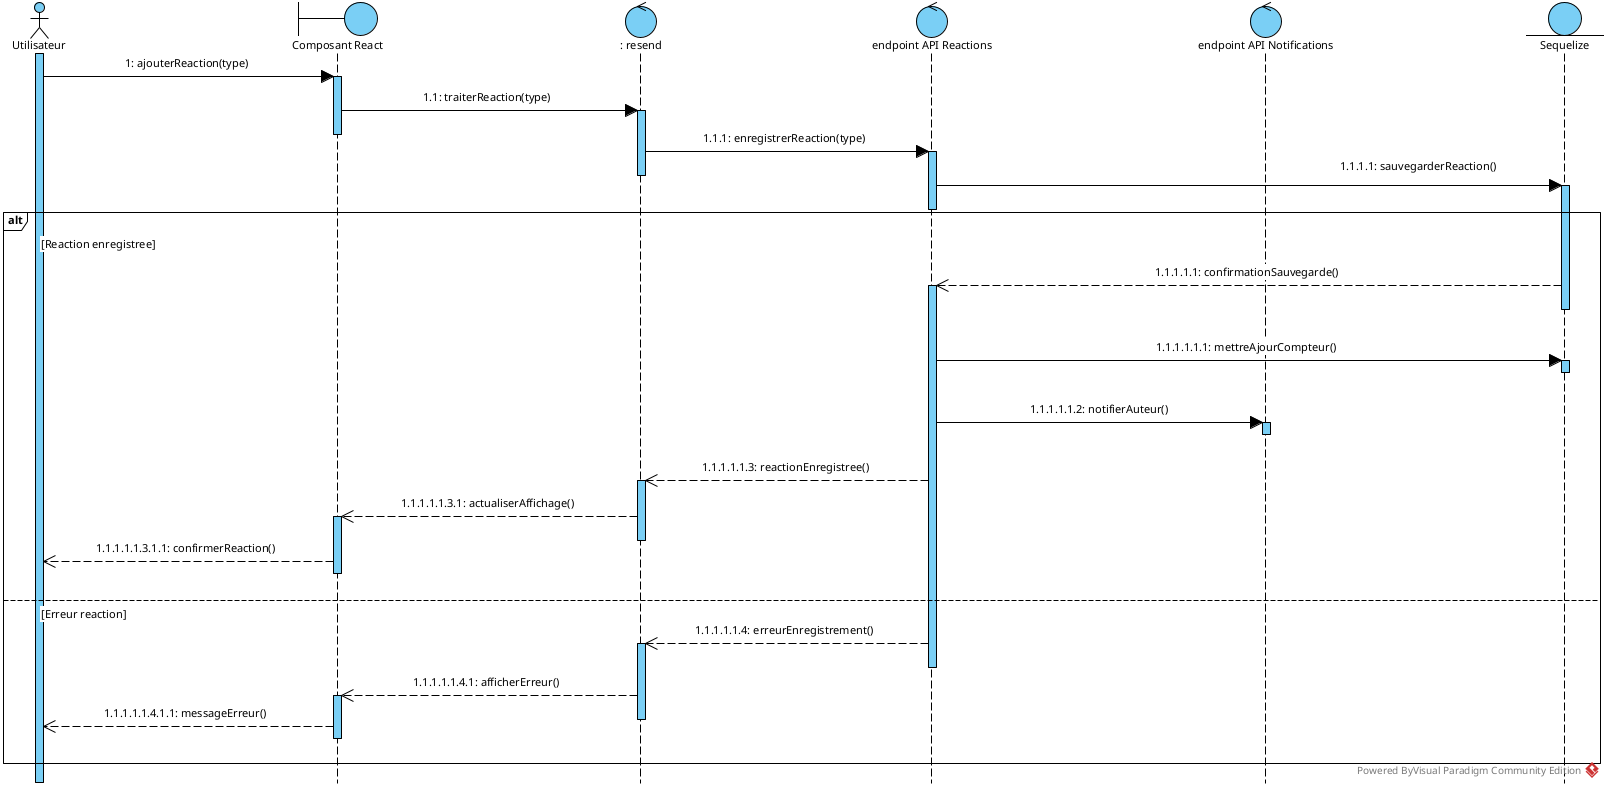 Utilisateur
Composant React
: resend
endpoint API Reactions
endpoint API Notifications
Sequelize
1: ajouterReaction(type)
1.1: traiterReaction(type)
1.1.1: enregistrerReaction(type)
1.1.1.1: sauvegarderReaction()
alt
[Reaction enregistree]
1.1.1.1.1: confirmationSauvegarde()
1.1.1.1.1.1: mettreAjourCompteur()
1.1.1.1.1.2: notifierAuteur()
1.1.1.1.1.3: reactionEnregistree()
1.1.1.1.1.3.1: actualiserAffichage()
1.1.1.1.1.3.1.1: confirmerReaction()
[Erreur reaction]
1.1.1.1.1.4: erreurEnregistrement()
1.1.1.1.1.4.1: afficherErreur()
1.1.1.1.1.4.1.1: messageErreur()
Powered ByVisual Paradigm Community Edition